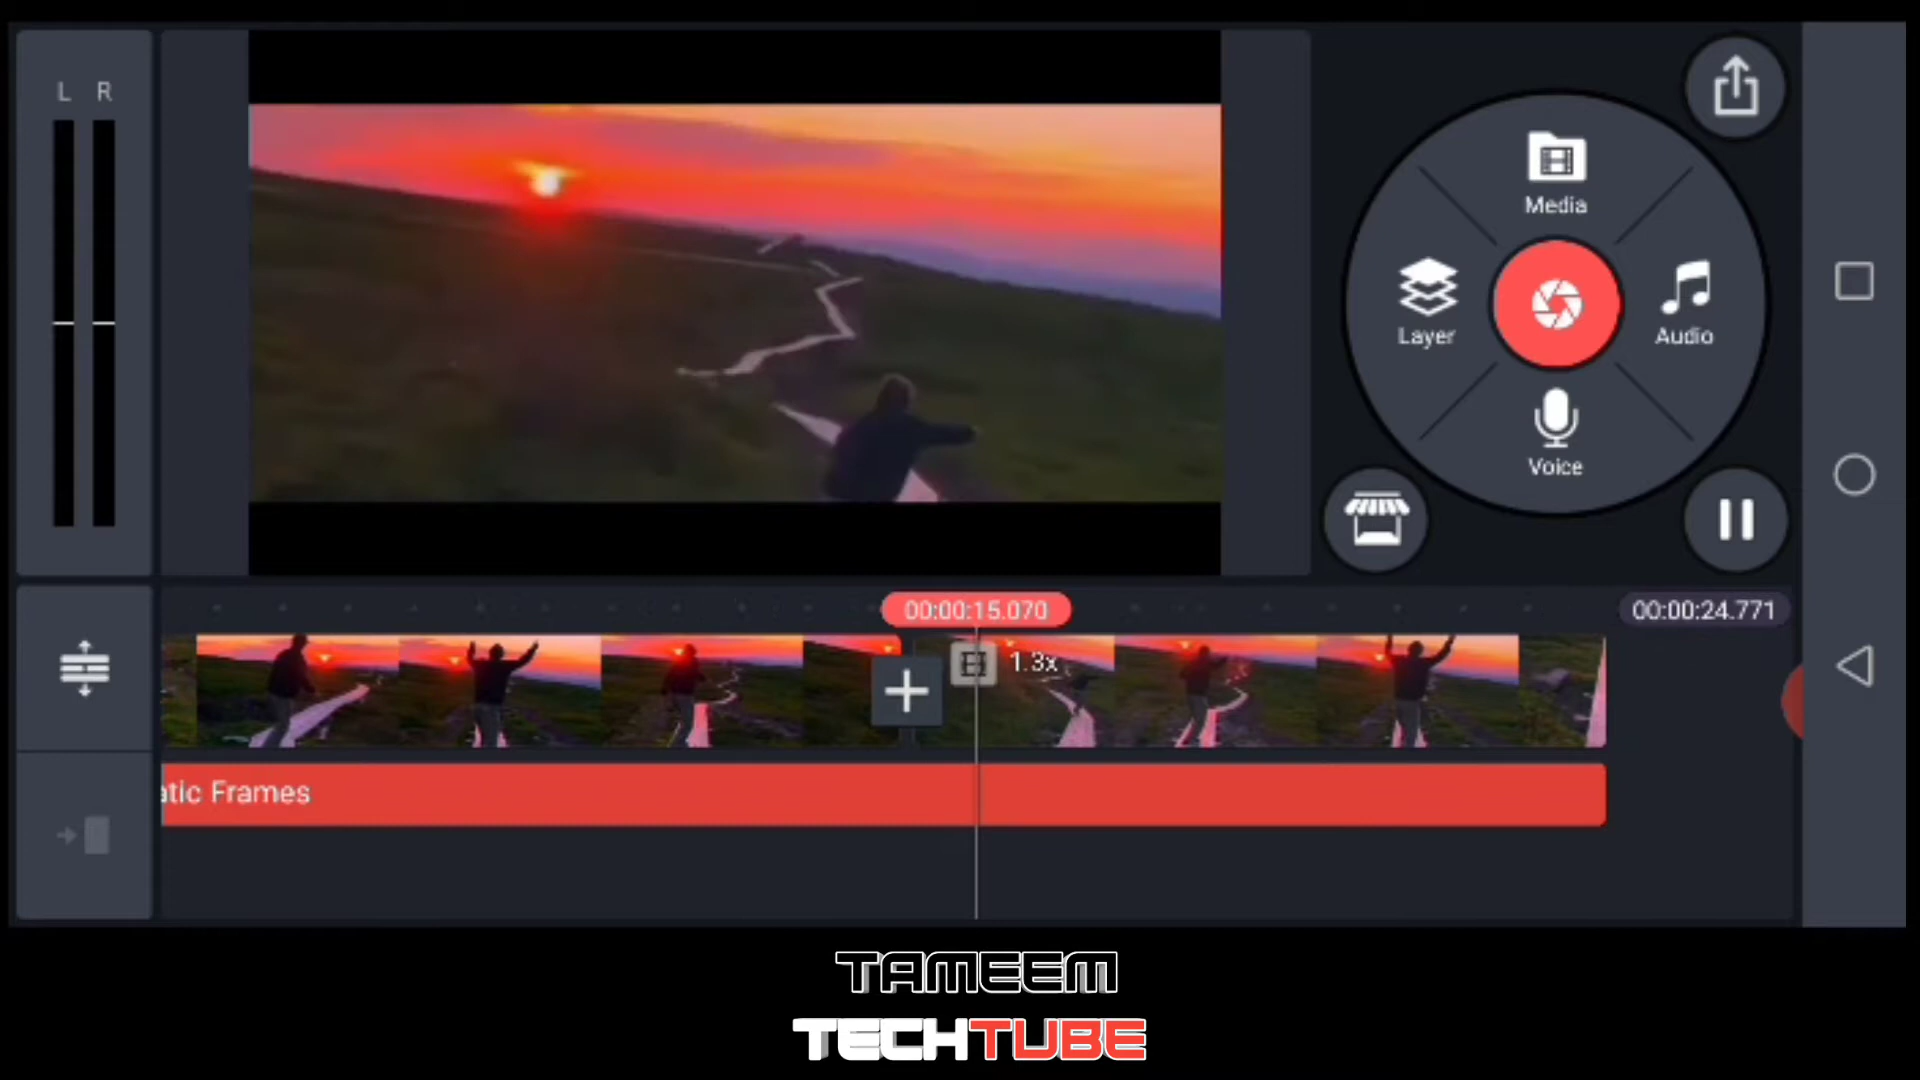 L R
Media
Layer
Audio
Voice
00:00:15.070
00:00:24.771
1.3x
atic Frames
TAMEEM
TECHTUBE